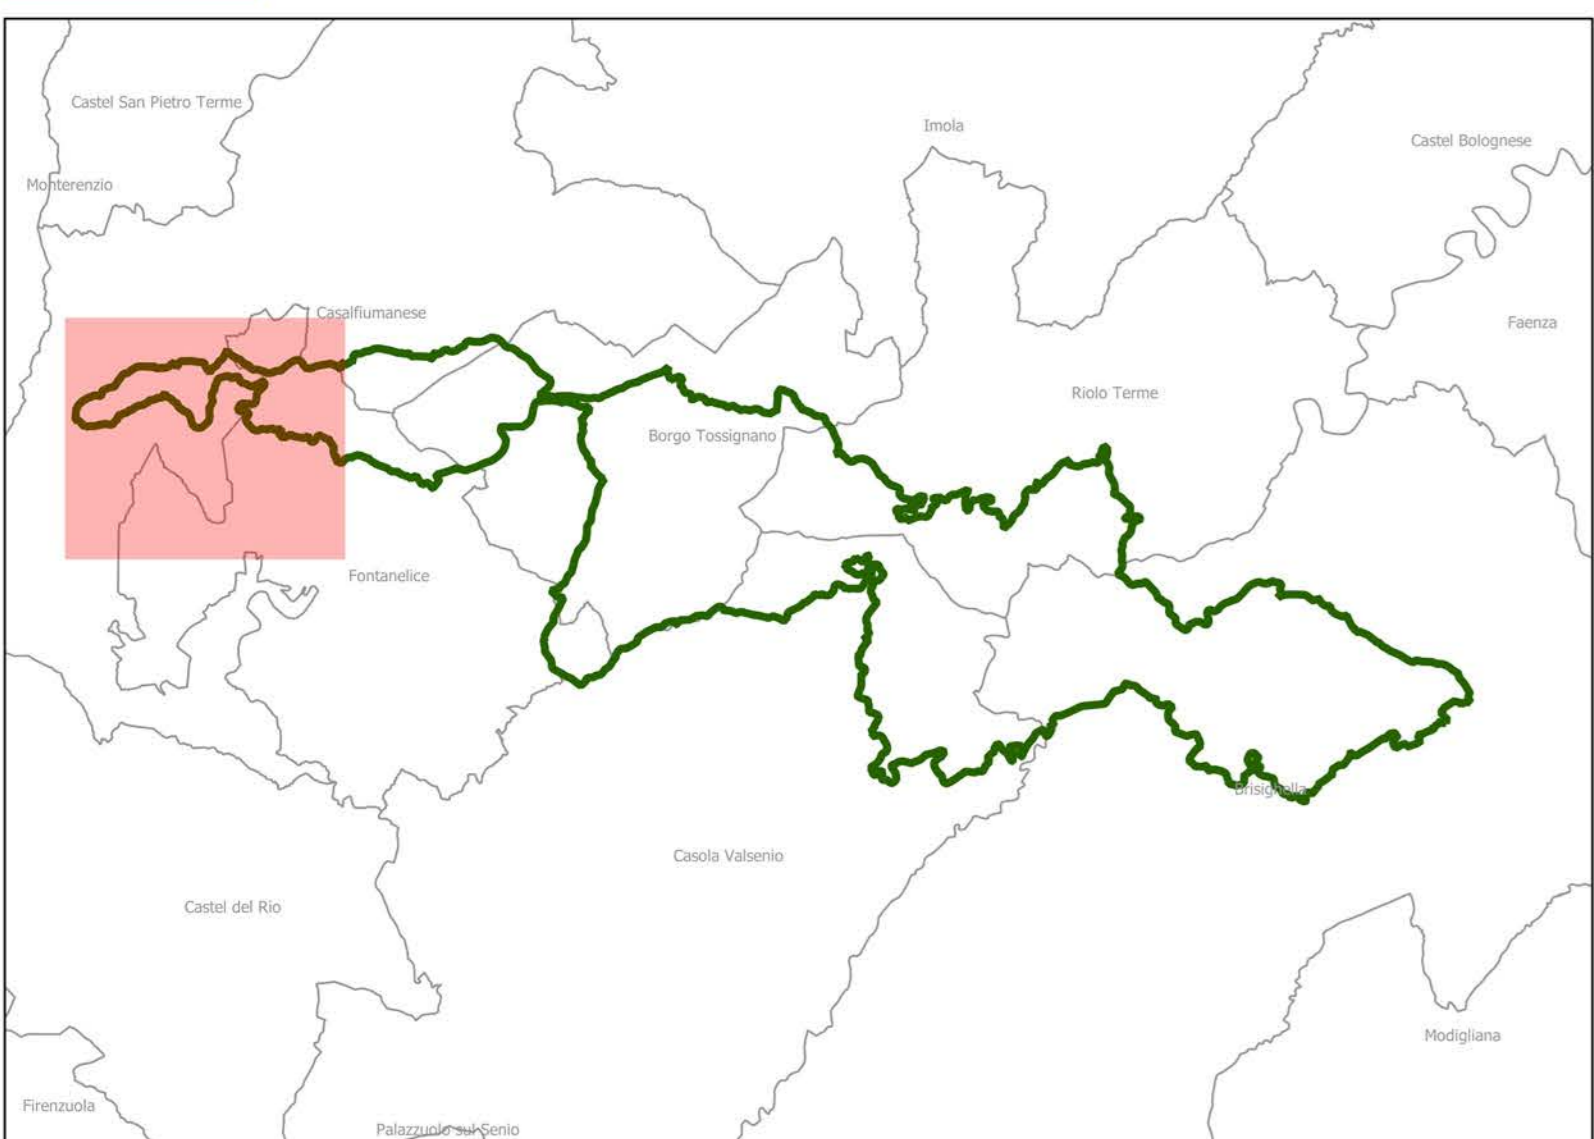 Castel San Pietro Terme
Imola
Castel Bolognese
Monterenzio
Casalfiumanese
Faenza
Riolo Terme
Borgo Tossignano
Fontanelice
Brisighella
Casola Valsenio
Castel del Rio
Modigliana
Firenzuola
Palazzuolo sul Senio